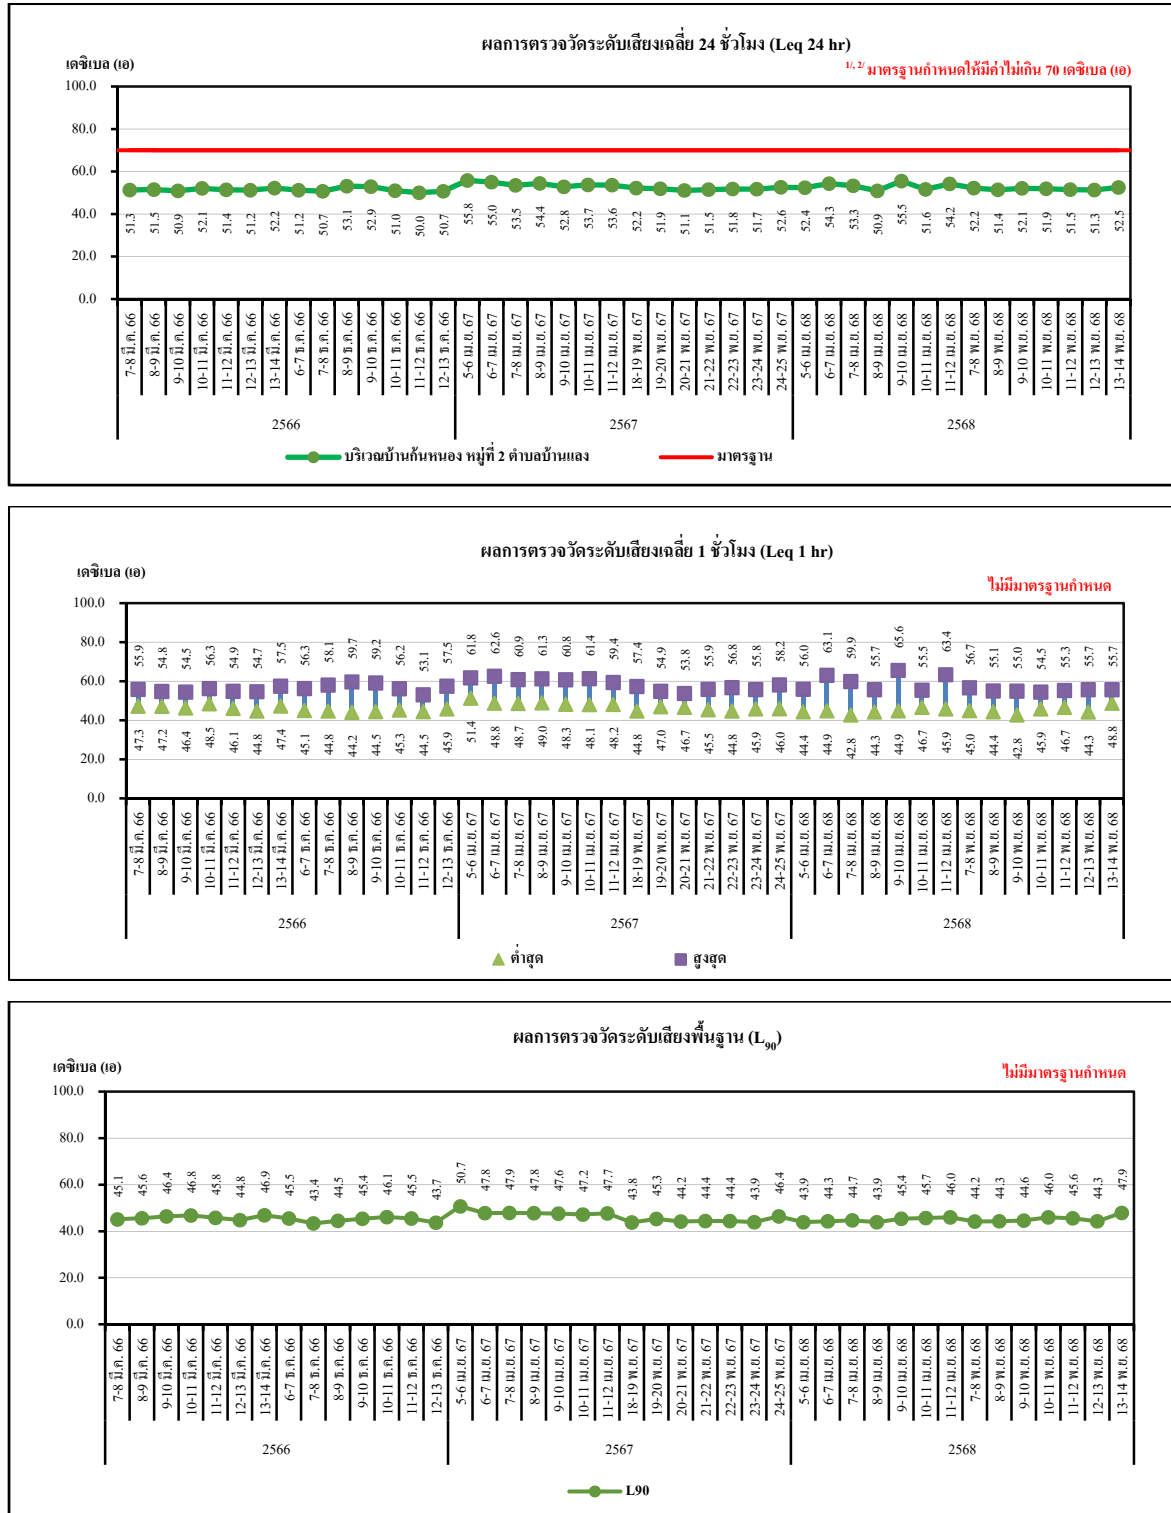 ผลการตรวจวัดระดับเสียงเฉลี่ย 24 ชั่วโมง (Leq 24 hr)
เดซิเบล (เอ)
1/, 2/ มาตรฐานกำหนดให้มีค่าไม่เกิน 70 เดซิเบล (เอ)
100.0
80.0
60.0
40.0
20.0
0.0
51.3 51.5 50.9 52.1 51.4 51.2 52.2 51.2 50.7 53.1 52.9 51.0 50.0 50.7 55.8 55.0 53.5 54.4 52.8 53.7 53.6 52.2 51.9 51.1 51.5 51.8 51.7 52.6 52.4 54.3 53.3 50.9 55.5 51.6 54.2 52.2 51.4 52.1 51.9 51.5 51.3 52.5
7-8 มี.ค. 66 8-9 มี.ค. 66 9-10 มี.ค. 66 10-11 มี.ค. 66 11-12 มี.ค. 66 12-13 มี.ค. 66 13-14 มี.ค. 66 6-7 ธ.ค. 66 7-8 ธ.ค. 66 8-9 ธ.ค. 66 9-10 ธ.ค. 66 10-11 ธ.ค. 66 11-12 ธ.ค. 66 12-13 ธ.ค. 66 5-6 เม.ย. 67 6-7 เม.ย. 67 7-8 เม.ย. 67 8-9 เม.ย. 67 9-10 เม.ย. 67 10-11 เม.ย. 67 11-12 เม.ย. 67 18-19 พ.ย. 67 19-20 พ.ย. 67 20-21 พ.ย. 67 21-22 พ.ย. 67 22-23 พ.ย. 67 23-24 พ.ย. 67 24-25 พ.ย. 67 5-6 เม.ย. 68 6-7 เม.ย. 68 7-8 เม.ย. 68 8-9 เม.ย. 68 9-10 เม.ย. 68 10-11 เม.ย. 68 11-12 เม.ย. 68 7-8 พ.ย. 68 8-9 พ.ย. 68 9-10 พ.ย. 68 10-11 พ.ย. 68 11-12 พ.ย. 68 12-13 พ.ย. 68 13-14 พ.ย. 68
2566 2567 2568
บริเวณบ้านก้นหนอง หมู่ที่ 2 ตำบลบ้านแลง มาตรฐาน
ผลการตรวจวัดระดับเสียงเฉลี่ย 1 ชั่วโมง (Leq 1 hr)
เดซิเบล (เอ)
ไม่มีมาตรฐานกำหนด
100.0
80.0
60.0
40.0
20.0
0.0
55.9 54.8 54.5 56.3 54.9 54.7 57.5 56.3 58.1 59.7 59.2 56.2 53.1 57.5 61.8 62.6 60.9 61.3 60.8 61.4 59.4 57.4 54.9 53.8 55.9 56.8 55.8 58.2 56.0 63.1 59.9 55.7 65.6 55.5 63.4 56.7 55.1 55.0 54.5 55.3 55.7 55.7
47.3 47.2 46.4 48.5 46.1 44.8 47.4 45.1 44.8 44.2 44.5 45.3 44.5 45.9 51.4 48.8 48.7 49.0 48.3 48.1 48.2 44.8 47.0 46.7 45.5 44.8 45.9 46.0 44.4 44.9 42.8 44.3 44.9 46.7 45.9 45.0 44.4 42.8 45.9 46.7 44.3 48.8
7-8 มี.ค. 66 8-9 มี.ค. 66 9-10 มี.ค. 66 10-11 มี.ค. 66 11-12 มี.ค. 66 12-13 มี.ค. 66 13-14 มี.ค. 66 6-7 ธ.ค. 66 7-8 ธ.ค. 66 8-9 ธ.ค. 66 9-10 ธ.ค. 66 10-11 ธ.ค. 66 11-12 ธ.ค. 66 12-13 ธ.ค. 66 5-6 เม.ย. 67 6-7 เม.ย. 67 7-8 เม.ย. 67 8-9 เม.ย. 67 9-10 เม.ย. 67 10-11 เม.ย. 67 11-12 เม.ย. 67 18-19 พ.ย. 67 19-20 พ.ย. 67 20-21 พ.ย. 67 21-22 พ.ย. 67 22-23 พ.ย. 67 23-24 พ.ย. 67 24-25 พ.ย. 67 5-6 เม.ย. 68 6-7 เม.ย. 68 7-8 เม.ย. 68 8-9 เม.ย. 68 9-10 เม.ย. 68 10-11 เม.ย. 68 11-12 เม.ย. 68 7-8 พ.ย. 68 8-9 พ.ย. 68 9-10 พ.ย. 68 10-11 พ.ย. 68 11-12 พ.ย. 68 12-13 พ.ย. 68 13-14 พ.ย. 68
2566 2567 2568
ต่ำสุด สูงสุด
ผลการตรวจวัดระดับเสียงพื้นฐาน (L90)
เดซิเบล (เอ)
ไม่มีมาตรฐานกำหนด
100.0
80.0
60.0
40.0
20.0
0.0
45.1 45.6 46.4 46.8 45.8 44.8 46.9 45.5 43.4 44.5 45.4 46.1 45.5 43.7 50.7 47.8 47.9 47.8 47.6 47.2 47.7 43.8 45.3 44.2 44.4 44.4 43.9 46.4 43.9 44.3 44.7 43.9 45.4 45.7 46.0 44.2 44.3 44.6 46.0 45.6 44.3 47.9
7-8 มี.ค. 66 8-9 มี.ค. 66 9-10 มี.ค. 66 10-11 มี.ค. 66 11-12 มี.ค. 66 12-13 มี.ค. 66 13-14 มี.ค. 66 6-7 ธ.ค. 66 7-8 ธ.ค. 66 8-9 ธ.ค. 66 9-10 ธ.ค. 66 10-11 ธ.ค. 66 11-12 ธ.ค. 66 12-13 ธ.ค. 66 5-6 เม.ย. 67 6-7 เม.ย. 67 7-8 เม.ย. 67 8-9 เม.ย. 67 9-10 เม.ย. 67 10-11 เม.ย. 67 11-12 เม.ย. 67 18-19 พ.ย. 67 19-20 พ.ย. 67 20-21 พ.ย. 67 21-22 พ.ย. 67 22-23 พ.ย. 67 23-24 พ.ย. 67 24-25 พ.ย. 67 5-6 เม.ย. 68 6-7 เม.ย. 68 7-8 เม.ย. 68 8-9 เม.ย. 68 9-10 เม.ย. 68 10-11 เม.ย. 68 11-12 เม.ย. 68 7-8 พ.ย. 68 8-9 พ.ย. 68 9-10 พ.ย. 68 10-11 พ.ย. 68 11-12 พ.ย. 68 12-13 พ.ย. 68 13-14 พ.ย. 68
2566 2567 2568
L90